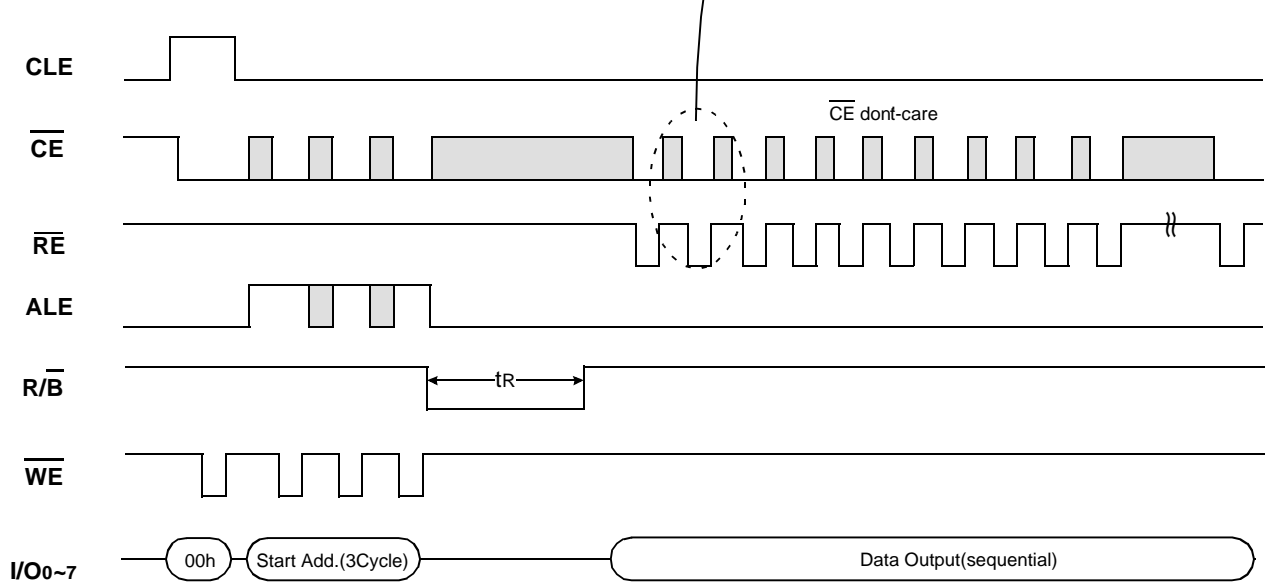 CLE
CE dont-care
CE
RE
ALE
R/B
tR
WE
I/O0~7
00h
Start Add.(3Cycle)
Data Output(sequential)